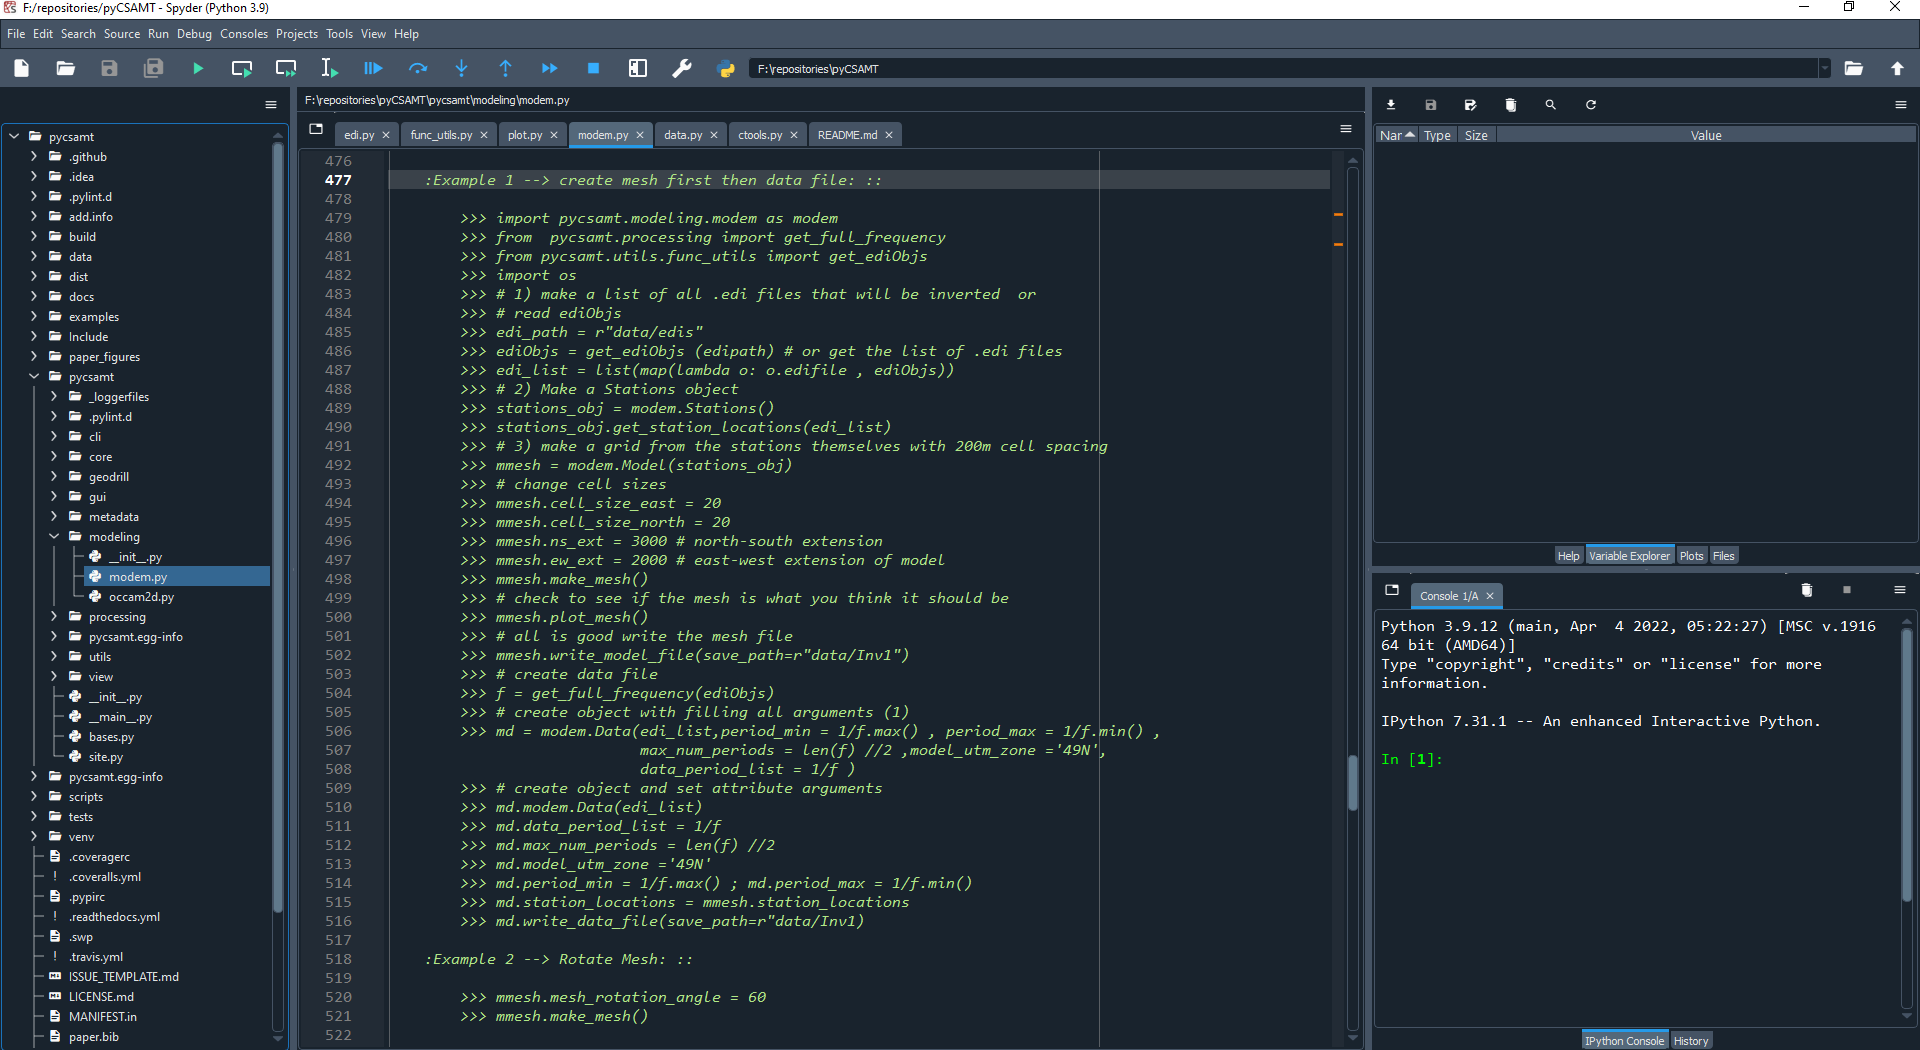 F:/repositories/pyCSAMT - Spyder (Python 3.9)
File Edit Search Source Run Debug Consoles Projects Tools View Help
F:\repositories\pyCSAMT
pycsamt
.github
.idea
.pylint.d
add.info
build
data
dist
docs
examples
Include
paper_figures
pycsamt
_loggerfiles
.pylint.d
cli
core
geodrill
gui
metadata
modeling
__init__.py
modem.py
occam2d.py
processing
pycsamt.egg-info
utils
view
__init__.py
__main__.py
bases.py
site.py
pycsamt.egg-info
scripts
tests
venv
.coveragerc
.coveralls.yml
.pypirc
.readthedocs.yml
.swp
.travis.yml
ISSUE_TEMPLATE.md
LICENSE.md
MANIFEST.in
paper.bib
F:\repositories\pyCSAMT\pycsamt\modeling\modem.py
edi.py func_utils.py plot.py modem.py data.py ctools.py README.md
476
477 :Example 1 --> create mesh first then data file: ::
478
479 >>> import pycsamt.modeling.modem as modem
480 >>> from  pycsamt.processing import get_full_frequency
481 >>> from pycsamt.utils.func_utils import get_ediObjs
482 >>> import os
483 >>> # 1) make a list of all .edi files that will be inverted  or
484 >>> # read ediObjs
485 >>> edi_path = r"data/edis"
486 >>> ediObjs = get_ediObjs (edipath) # or get the list of .edi files
487 >>> edi_list = list(map(lambda o: o.edifile , ediObjs))
488 >>> # 2) Make a Stations object
489 >>> stations_obj = modem.Stations()
490 >>> stations_obj.get_station_locations(edi_list)
491 >>> # 3) make a grid from the stations themselves with 200m cell spacing
492 >>> mmesh = modem.Model(stations_obj)
493 >>> # change cell sizes
494 >>> mmesh.cell_size_east = 20
495 >>> mmesh.cell_size_north = 20
496 >>> mmesh.ns_ext = 3000 # north-south extension
497 >>> mmesh.ew_ext = 2000 # east-west extension of model
498 >>> mmesh.make_mesh()
499 >>> # check to see if the mesh is what you think it should be
500 >>> mmesh.plot_mesh()
501 >>> # all is good write the mesh file
502 >>> mmesh.write_model_file(save_path=r"data/Inv1")
503 >>> # create data file
504 >>> f = get_full_frequency(ediObjs)
505 >>> # create object with filling all arguments (1)
506 >>> md = modem.Data(edi_list,period_min = 1/f.max() , period_max = 1/f.min() ,
507 max_num_periods = len(f) //2 ,model_utm_zone ='49N',
508 data_period_list = 1/f )
509 >>> # create object and set attribute arguments
510 >>> md.modem.Data(edi_list)
511 >>> md.data_period_list = 1/f
512 >>> md.max_num_periods = len(f) //2
513 >>> md.model_utm_zone ='49N'
514 >>> md.period_min = 1/f.max() ; md.period_max = 1/f.min()
515 >>> md.station_locations = mmesh.station_locations
516 >>> md.write_data_file(save_path=r"data/Inv1)
517
518 :Example 2 --> Rotate Mesh: ::
519
520 >>> mmesh.mesh_rotation_angle = 60
521 >>> mmesh.make_mesh()
522
Nar Type Size Value
Help Variable Explorer Plots Files
Console 1/A
Python 3.9.12 (main, Apr  4 2022, 05:22:27) [MSC v.1916
64 bit (AMD64)]
Type "copyright", "credits" or "license" for more
information.
IPython 7.31.1 -- An enhanced Interactive Python.
In [1]:
IPython Console History